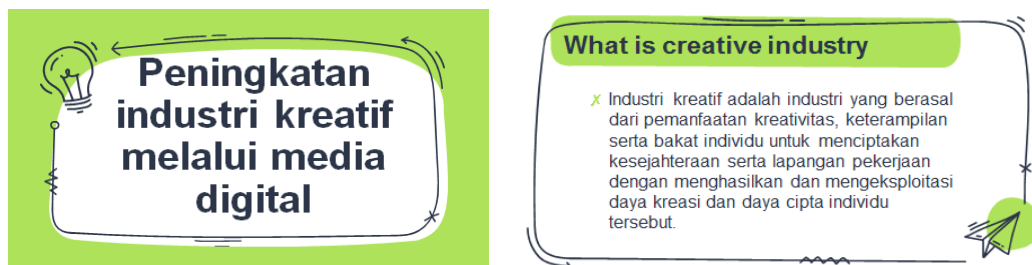 Peningkatan
industri kreatif
melalui media
digital
What is creative industry
✗ Industri kreatif adalah industri yang berasal
dari pemanfaatan kreativitas, keterampilan
serta bakat individu untuk menciptakan
kesejahteraan serta lapangan pekerjaan
dengan menghasilkan dan mengeksploitasi
daya kreasi dan daya cipta individu
tersebut.